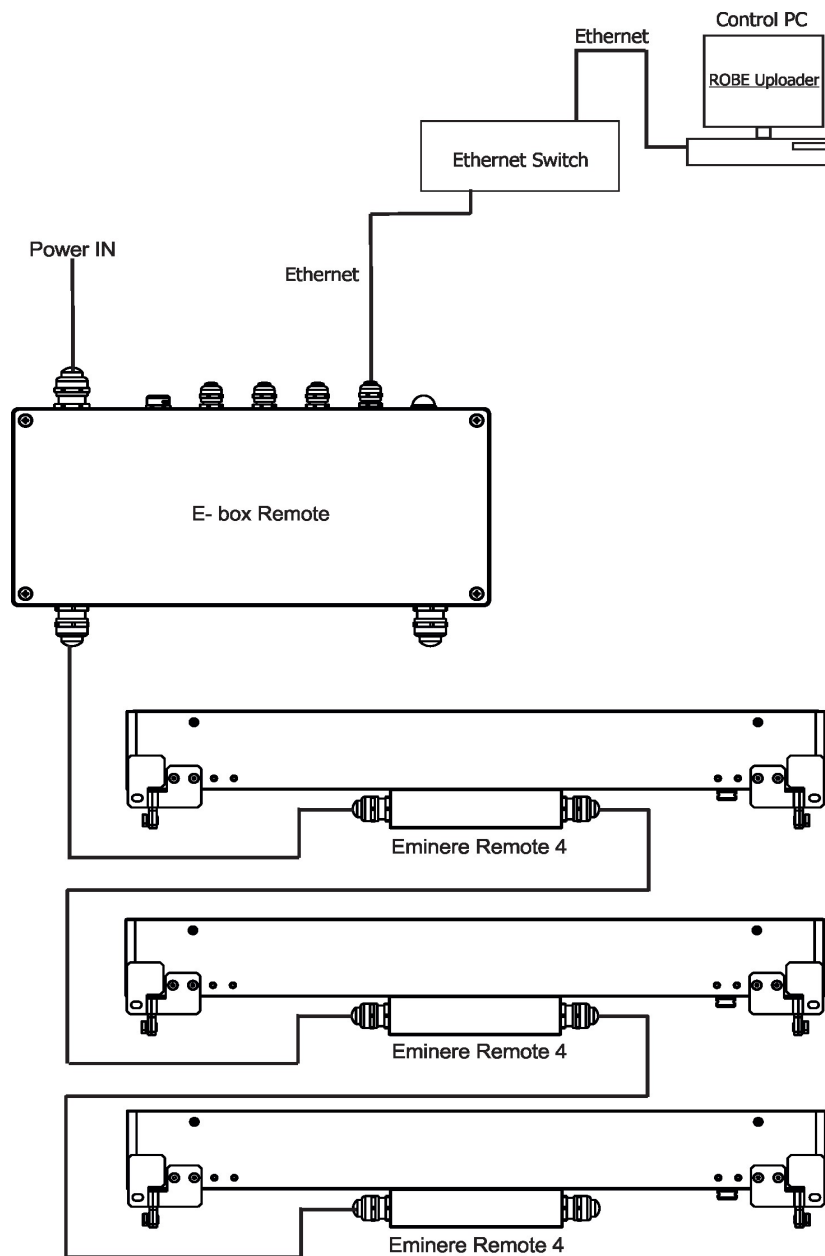 Control PC
Ethernet
ROBE Uploader
Ethernet Switch
Power IN
Ethernet
E- box Remote
Eminere Remote 4
Eminere Remote 4
Eminere Remote 4